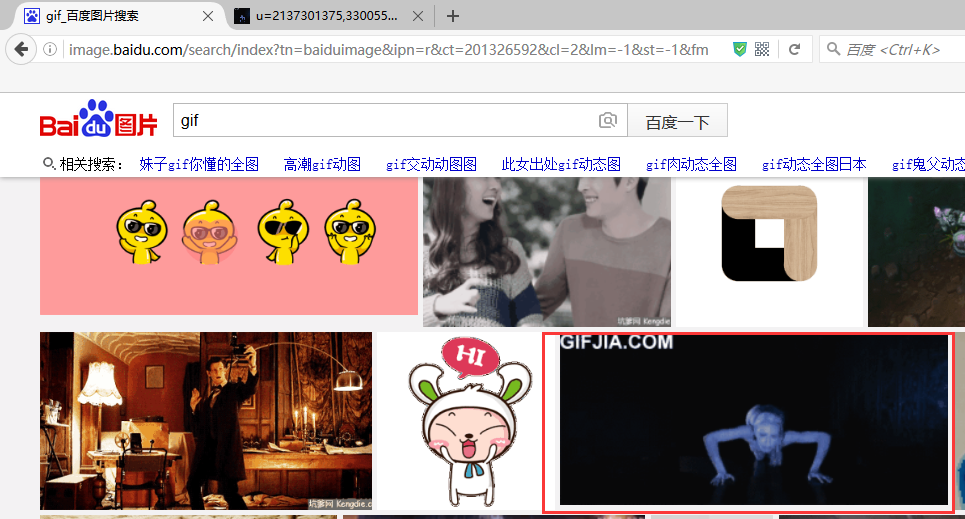 gif_百度图片搜索
u=2137301375,330055...
image.baidu.com/search/index?tn=baiduimage&ipn=r&ct=201326592&cl=2&lm=-1&st=-1&fm
百度 <Ctrl+K>
Bai du 图片
gif
百度一下
相关搜索： 妹子gif你懂的全图 高潮gif动图 gif交动动图图 此女出处gif动态图 gif肉动态全图 gif动态全图日本 gif鬼父动态
坑爹网 Kengdie.
HI
GIFJIA.COM
坑爹网 Kengdie.c